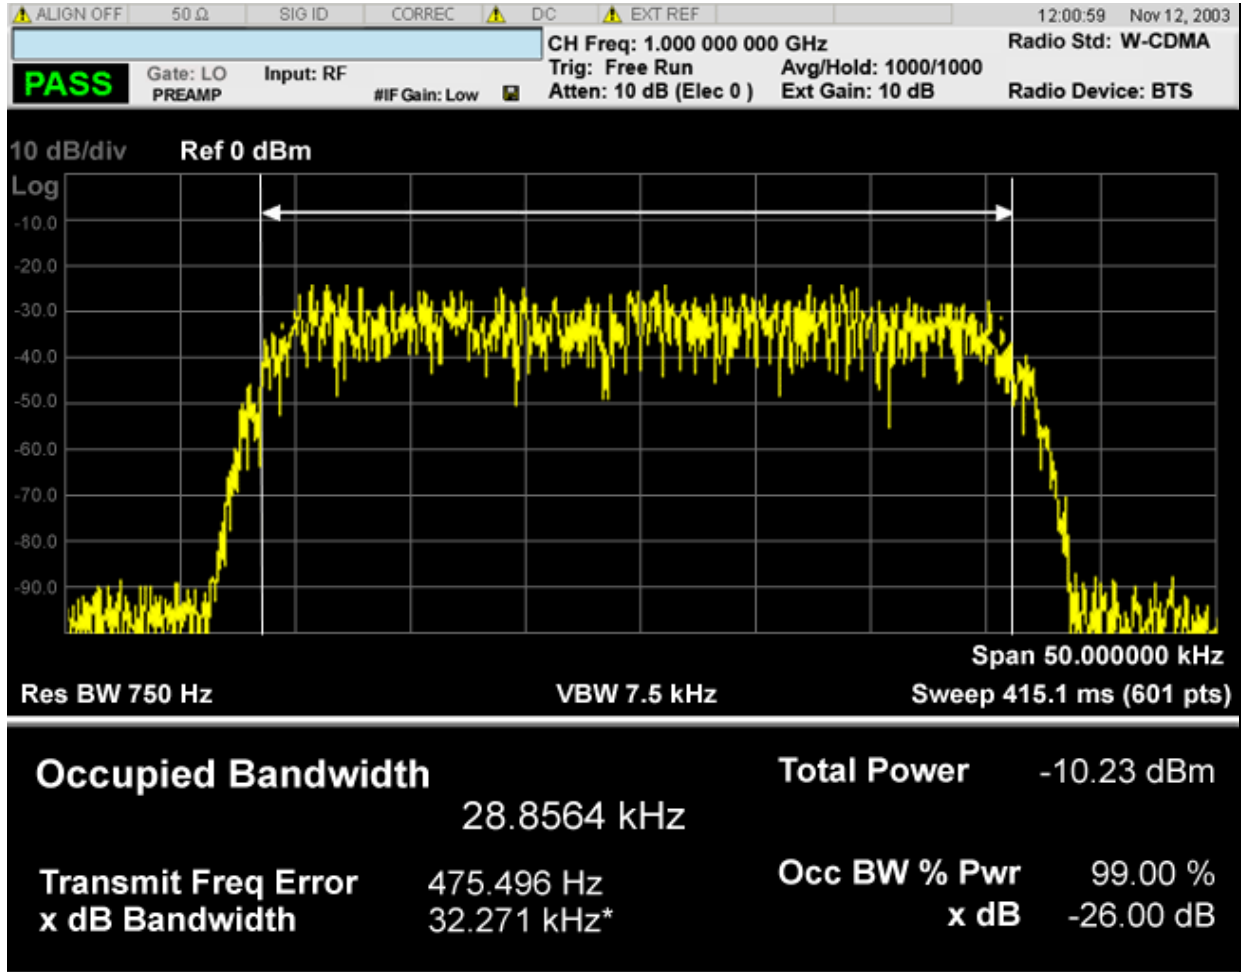 ALIGN OFF 50 Ω SIG ID CORREC DC EXT REF 12:00:59 Nov 12, 2003
CH Freq: 1.000 000 000 GHz Radio Std: W-CDMA
PASS Gate: LO Input: RF Trig: Free Run Avg/Hold: 1000/1000
PREAMP #IF Gain: Low Atten: 10 dB (Elec 0 ) Ext Gain: 10 dB Radio Device: BTS
10 dB/div Ref 0 dBm
Log
-10.0
-20.0
-30.0
-40.0
-50.0
-60.0
-70.0
-80.0
-90.0
Span 50.000000 kHz
Res BW 750 Hz VBW 7.5 kHz Sweep 415.1 ms (601 pts)
Occupied Bandwidth Total Power -10.23 dBm
28.8564 kHz
Transmit Freq Error 475.496 Hz Occ BW % Pwr 99.00 %
x dB Bandwidth 32.271 kHz* x dB -26.00 dB